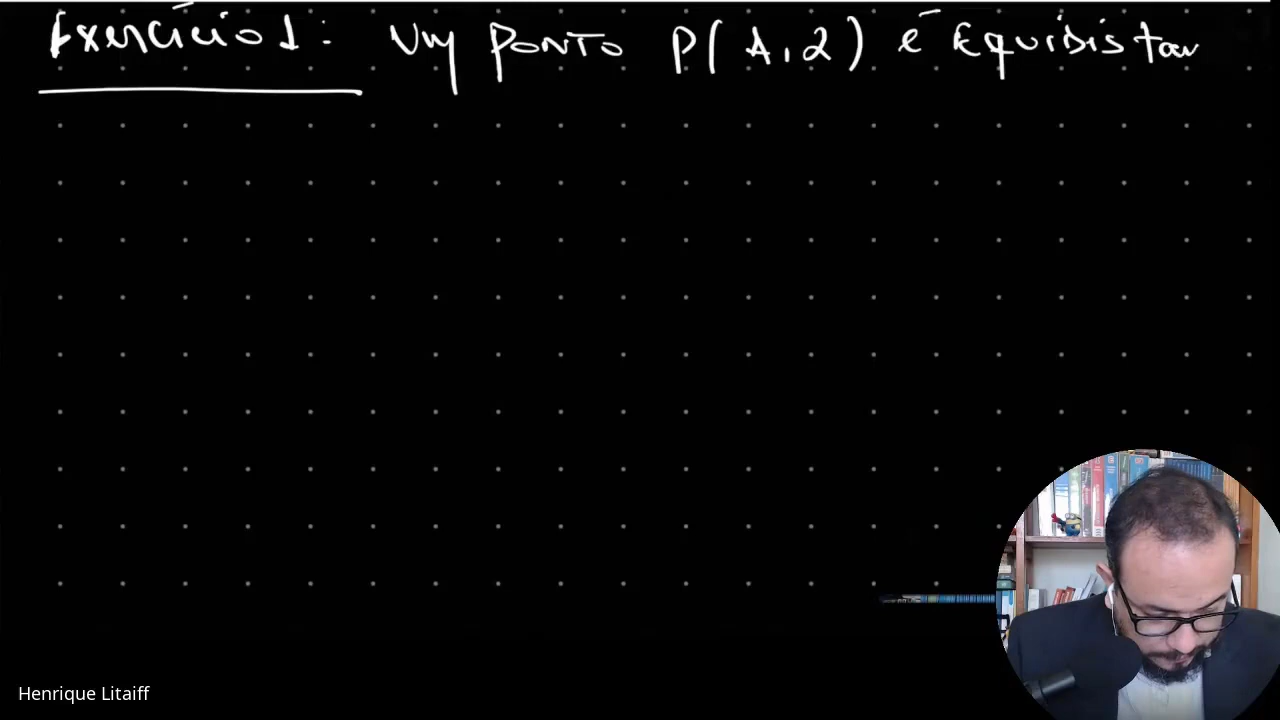 Exercício 1: Um ponto P(A,2) é equidistan
Henrique Litaiff